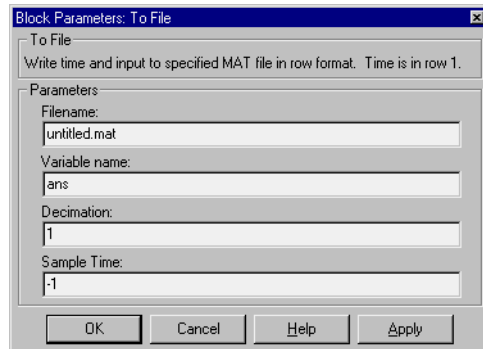 Block Parameters: To File
To File
Write time and input to specified MAT file in row format. Time is in row 1.
Parameters
Filename:
untitled.mat
Variable name:
ans
Decimation:
1
Sample Time:
-1
OK Cancel Help Apply